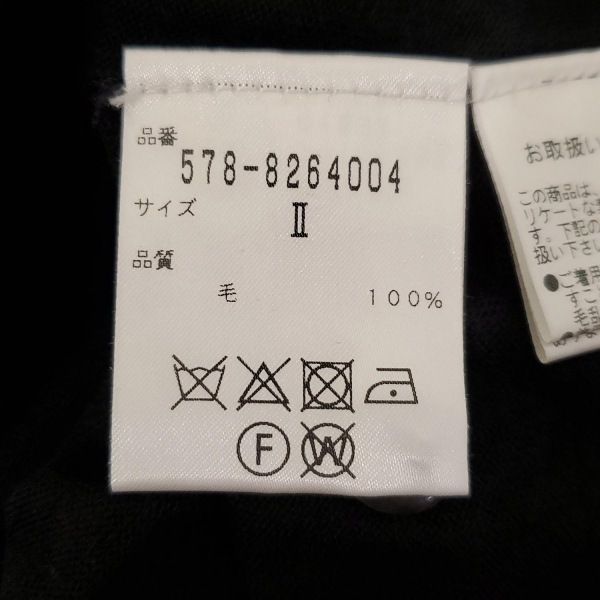 品番
578-8264004
サイズ
Ⅱ
品質
毛 100%
F
W
お取扱い
この商品は、
リケートな
す。下記の
扱い下さい
●ご着用
すこ
毛乱